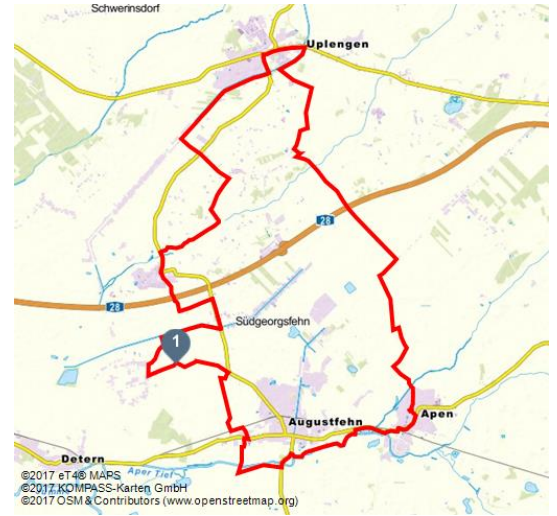 Schwerinsdorf
Uplengen
28
Südgeorgsfehn
28
1
Apen
Augustfehn
Detern
Aper Tief
©2017 eT4® MAPS
©2017 KOMPASS-Karten GmbH
©2017 OSM & Contributors (www.openstreetmap.org)